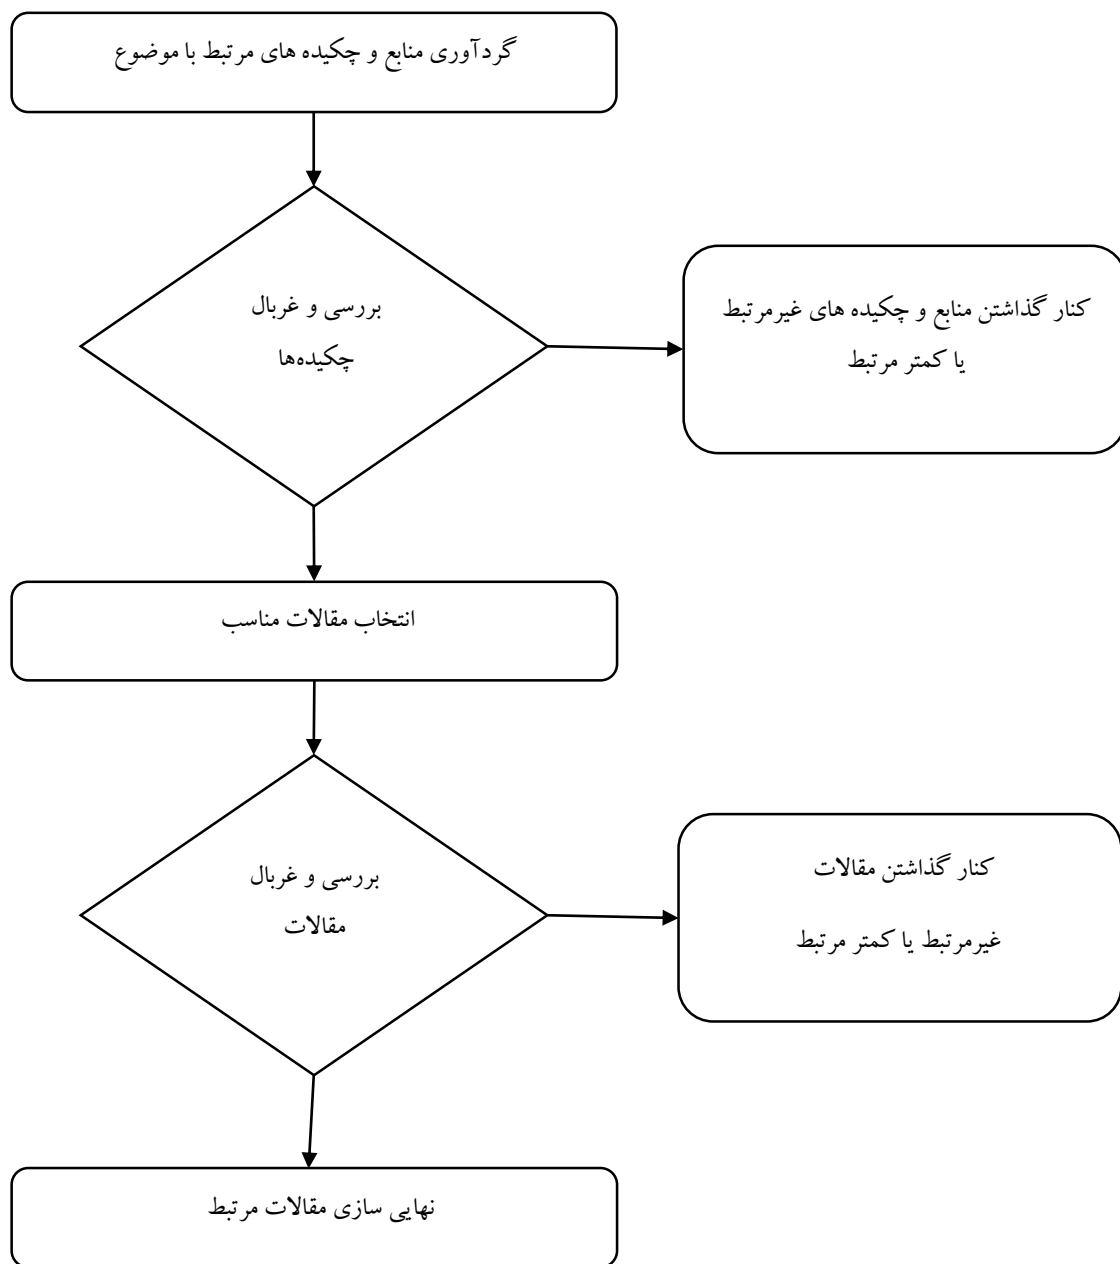 گردآوری منابع و چکیده های مرتبط با موضوع
بررسی و غربال
چکیده‌ها
کنار گذاشتن منابع و چکیده های غیرمرتبط
یا کمتر مرتبط
انتخاب مقالات مناسب
بررسی و غربال
مقالات
کنار گذاشتن مقالات
غیرمرتبط یا کمتر مرتبط
نهایی سازی مقالات مرتبط